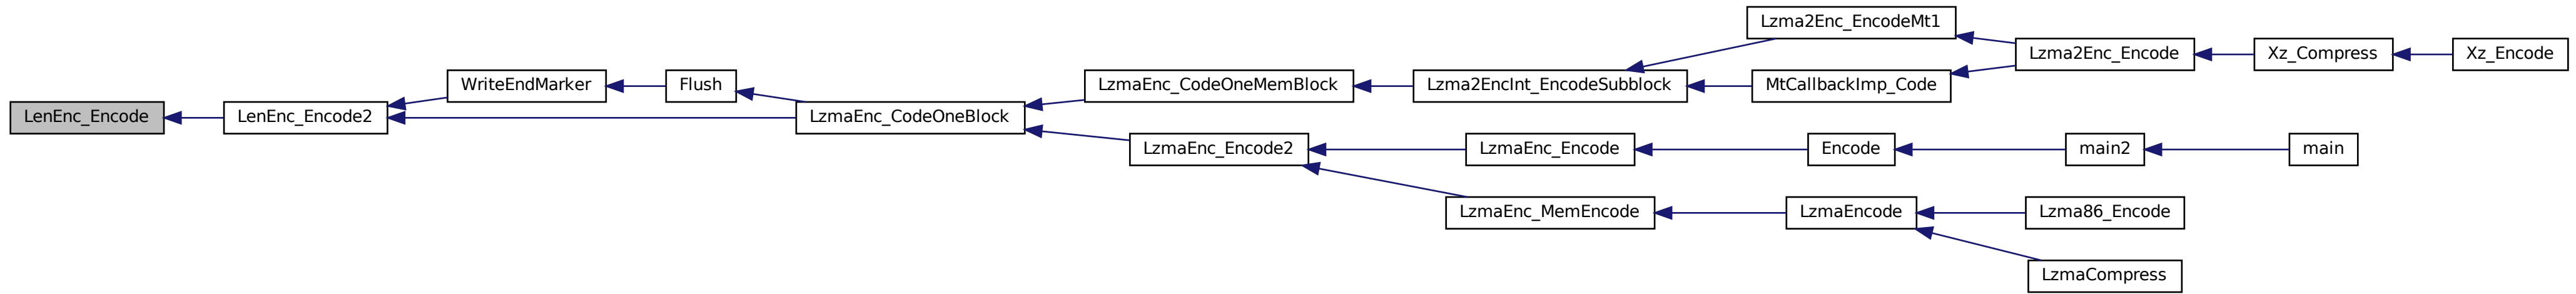 LenEnc_Encode
LenEnc_Encode2
WriteEndMarker
Flush
LzmaEnc_CodeOneBlock
LzmaEnc_CodeOneMemBlock
Lzma2EncInt_EncodeSubblock
Lzma2Enc_EncodeMt1
Lzma2Enc_Encode
Xz_Compress
Xz_Encode
MtCallbackImp_Code
LzmaEnc_Encode2
LzmaEnc_Encode
Encode
main2
main
LzmaEnc_MemEncode
LzmaEncode
Lzma86_Encode
LzmaCompress